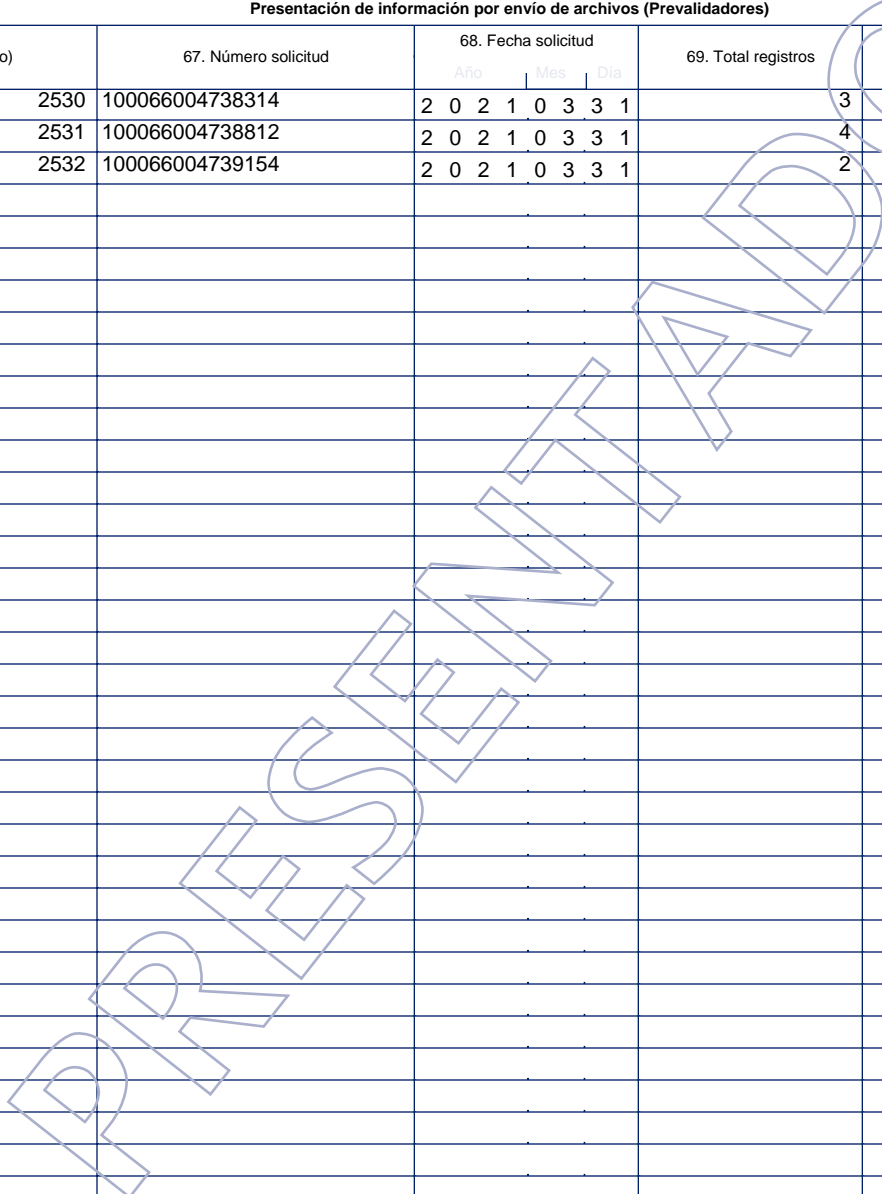 Presentación de información por envío de archivos (Prevalidadores)
o) 67. Número solicitud 68. Fecha solicitud 69. Total registros
Año Mes Día
2530 100066004738314 2 0 2 1 0 3 3 1 3
2531 100066004738812 2 0 2 1 0 3 3 1 4
2532 100066004739154 2 0 2 1 0 3 3 1 2
PRESENTADO